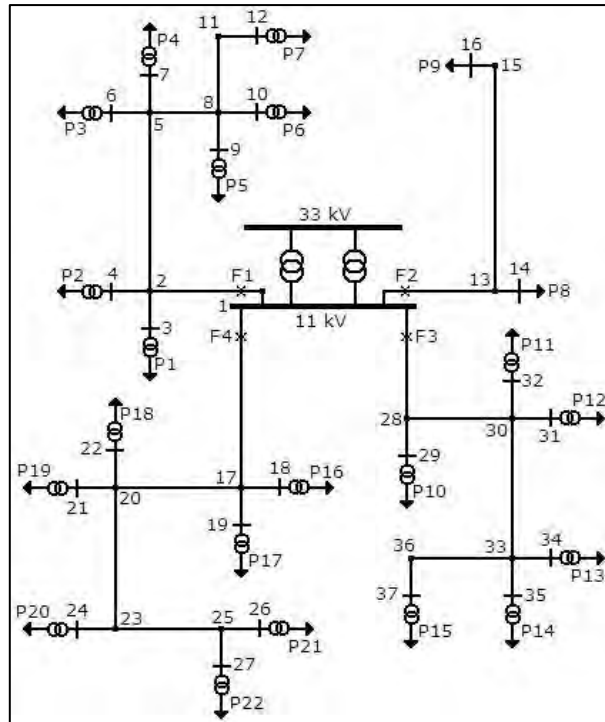 11 12 16
P4 P7 P9 15
7
6 8 10
P3 5 P6
9
P5
33 kV
P2 4 2 F1 F2 13 14
1 P8
3 11 kV
P1 F4 F3
P11
32
P18 P12
28 30 31
22
P19 17 18 P16 29
21 20 P10
19
P17 36 33 34
37 P13
35
P20 24 23 25 26 P15 P14
P21
27
P22